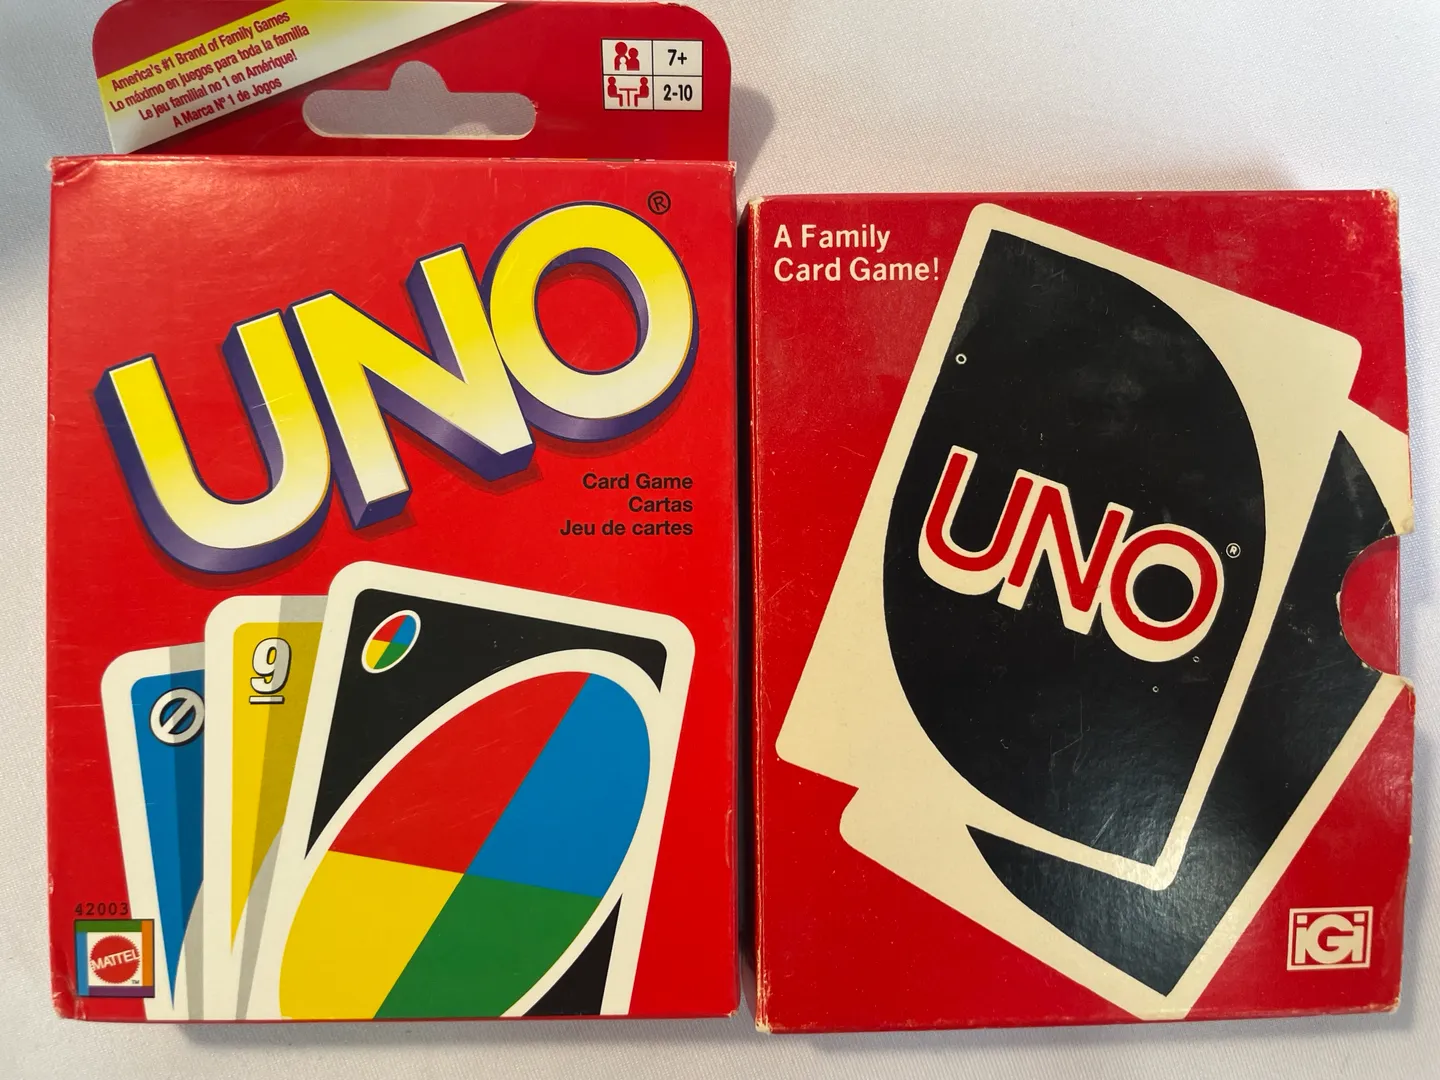 America's #1 Brand of Family Games
Lo máximo en juegos para toda la familia
Le jeu familial no 1 en Amérique!
A Marca Nº 1 de Jogos
7+
2-10
UNO®
Card Game
Cartas
Jeu de cartes
9
42003
MATTEL
TM
A Family
Card Game!
UNO®
iGi